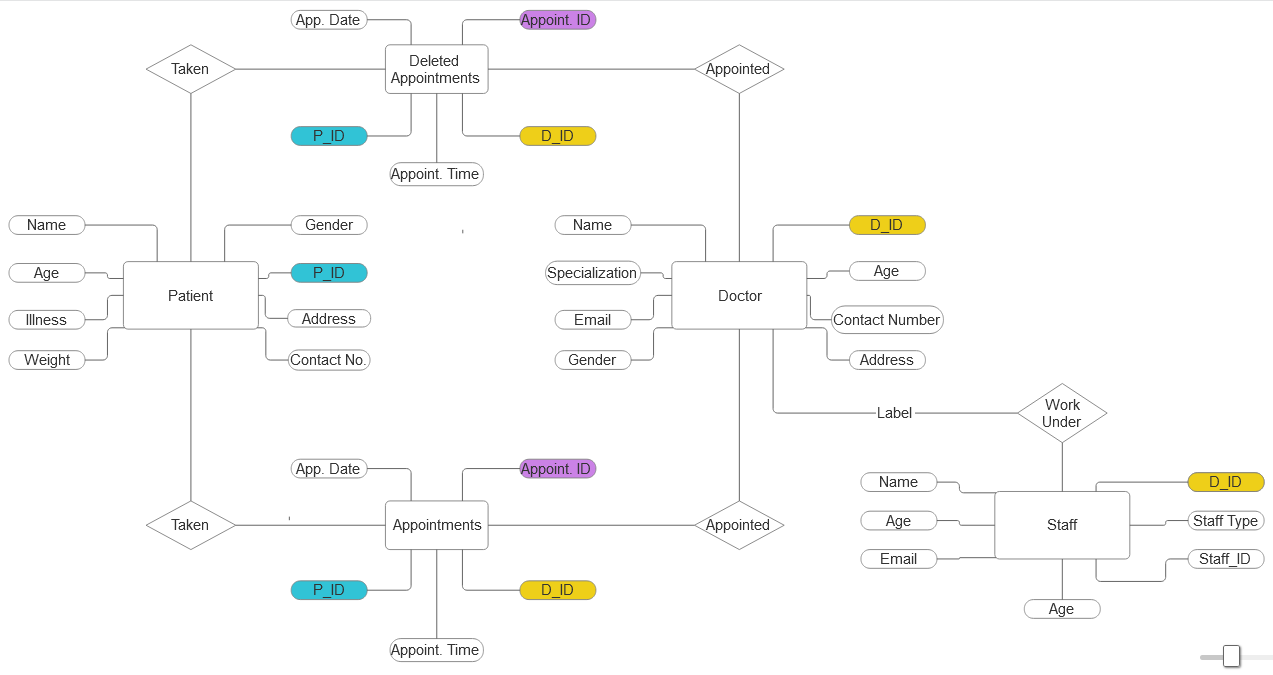 App. Date
Appoint. ID
Taken
Deleted
Appointments
Appointed
P_ID
D_ID
Appoint. Time
Name
Gender
Name
D_ID
Age
P_ID
Specialization
Age
Patient
Doctor
Illness
Address
Email
Contact Number
Weight
Contact No.
Gender
Address
Label
Work
Under
App. Date
Appoint. ID
Name
D_ID
Taken
Appointments
Appointed
Age
Staff
Staff Type
Email
Staff_ID
P_ID
D_ID
Age
Appoint. Time